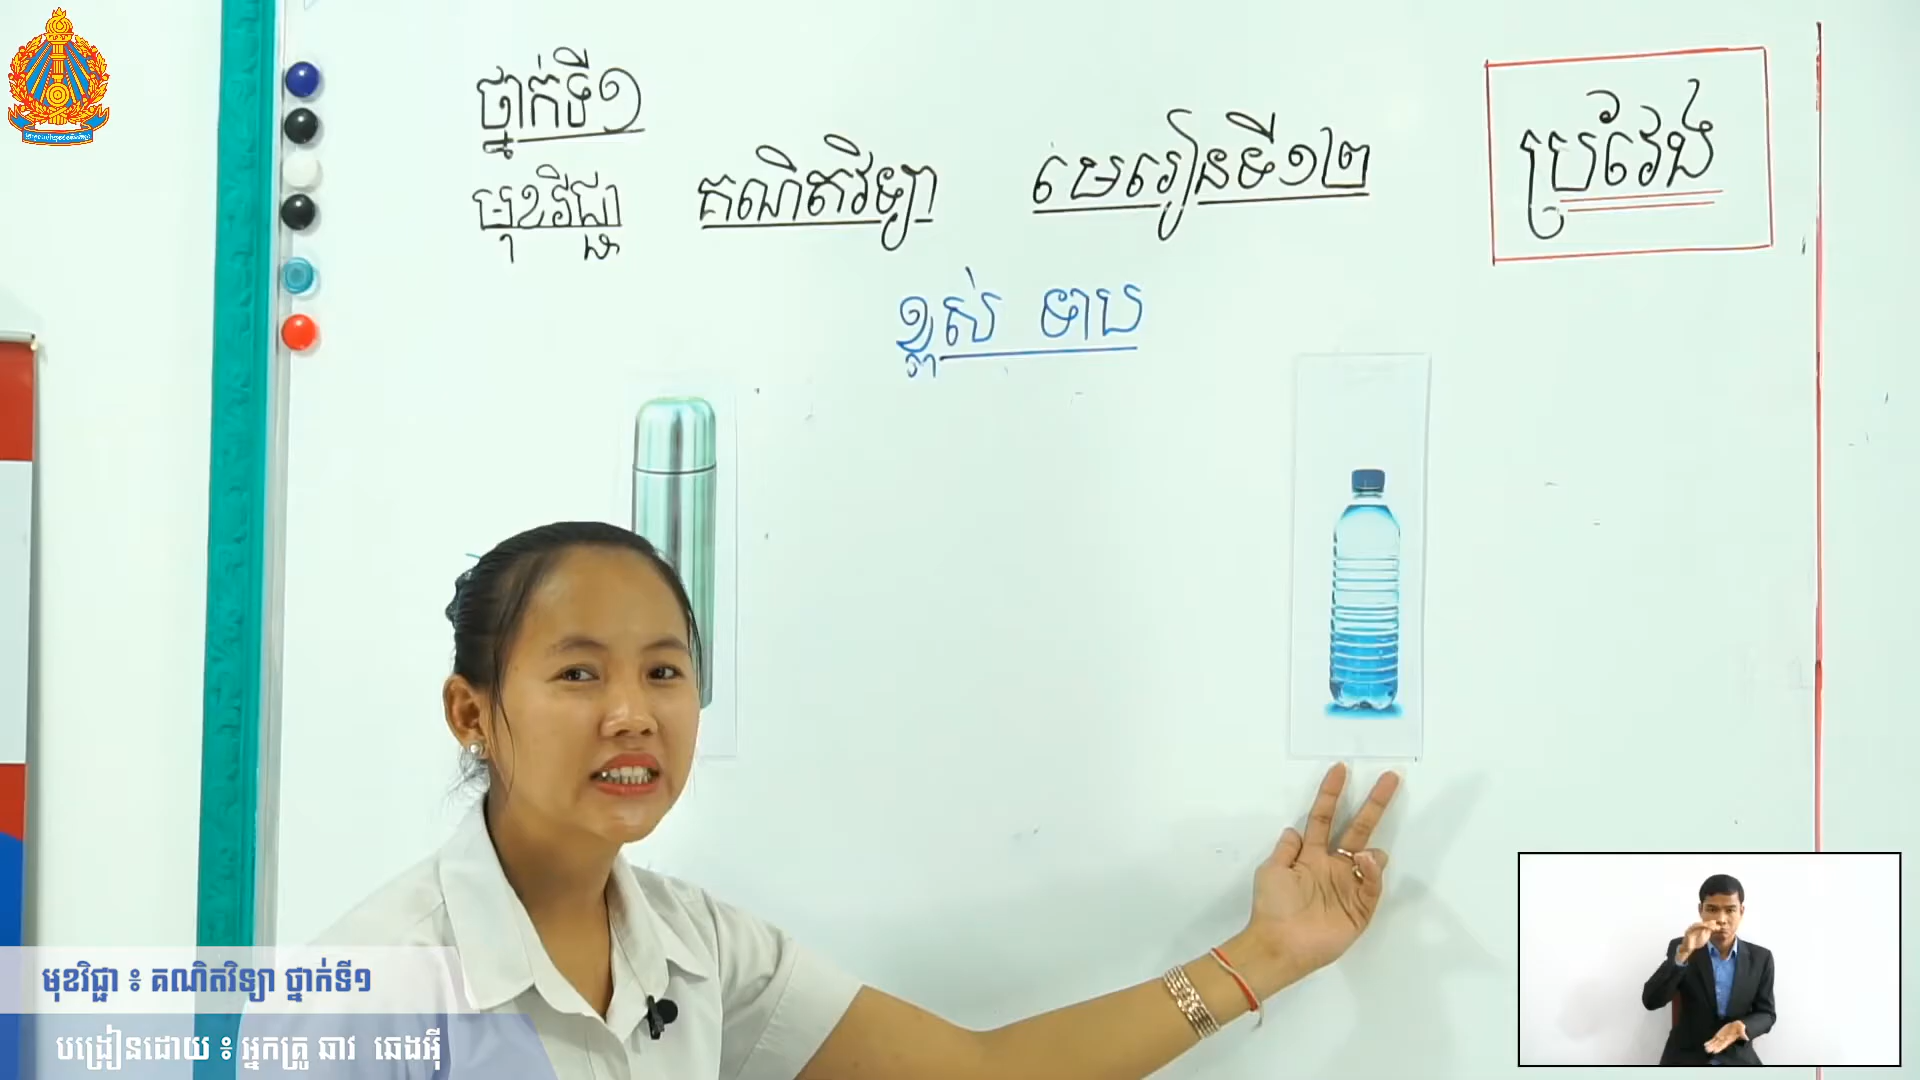 ថ្នាក់ទី១
មុខវិជ្ជា គណិតវិទ្យា មេរៀនទី១២ ប្រវែង
ខ្ពស់ ទាប
មុខវិជ្ជា ៖ គណិតវិទ្យា ថ្នាក់ទី១
បង្រៀនដោយ ៖ អ្នកគ្រូ ឆាវ ឆេងអ៊ី